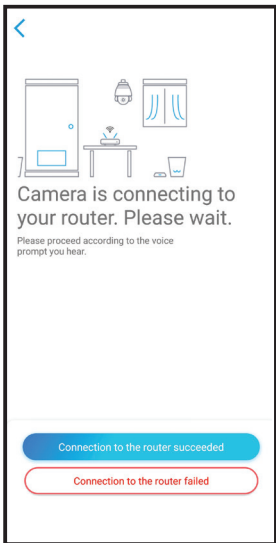 Camera is connecting to
your router. Please wait.
Please proceed according to the voice
prompt you hear.
Connection to the router succeeded
Connection to the router failed